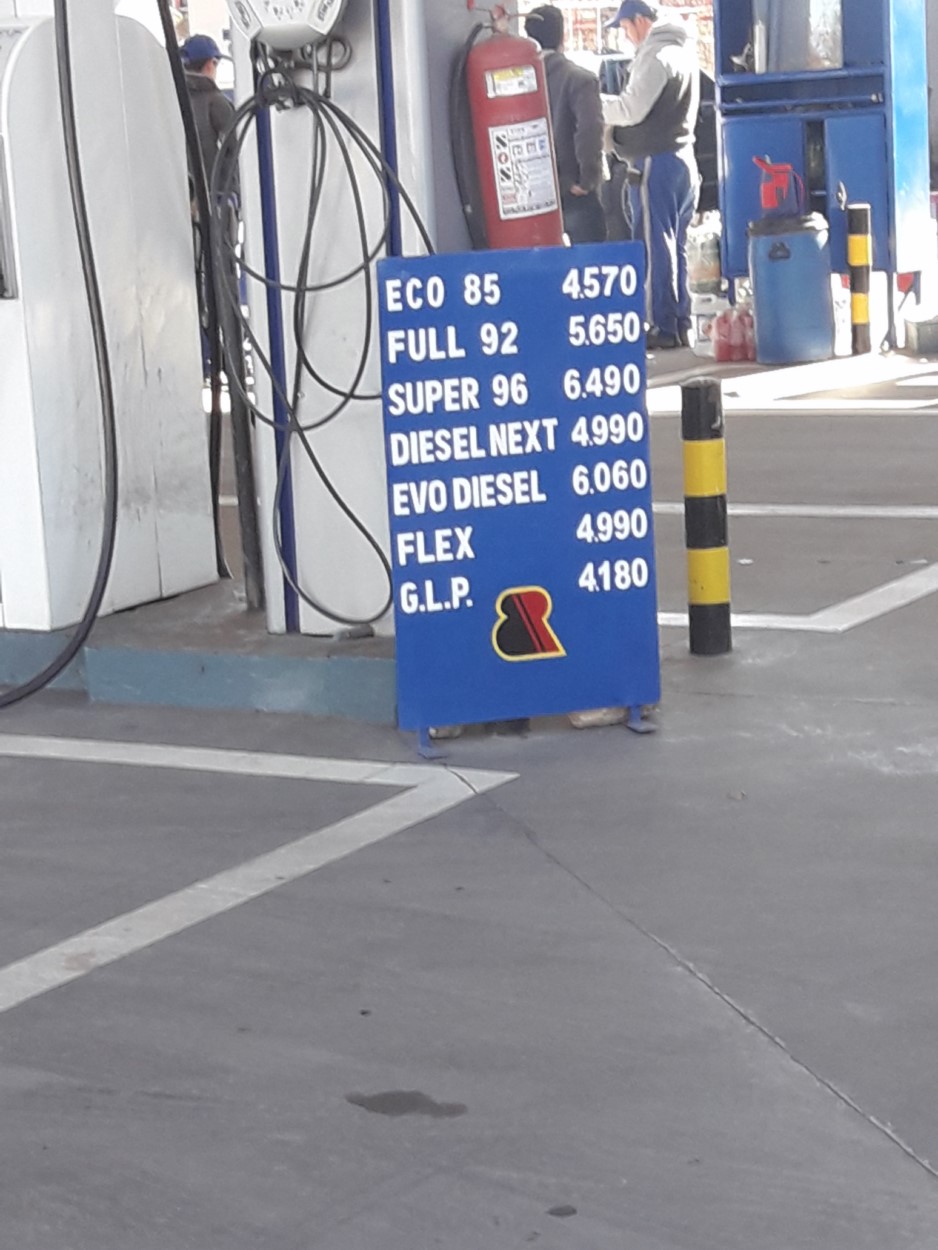 ECO 85 4.570
FULL 92 5.650
SUPER 96 6.490
DIESEL NEXT 4.990
EVO DIESEL 6.060
FLEX 4.990
G.L.P. 4.180